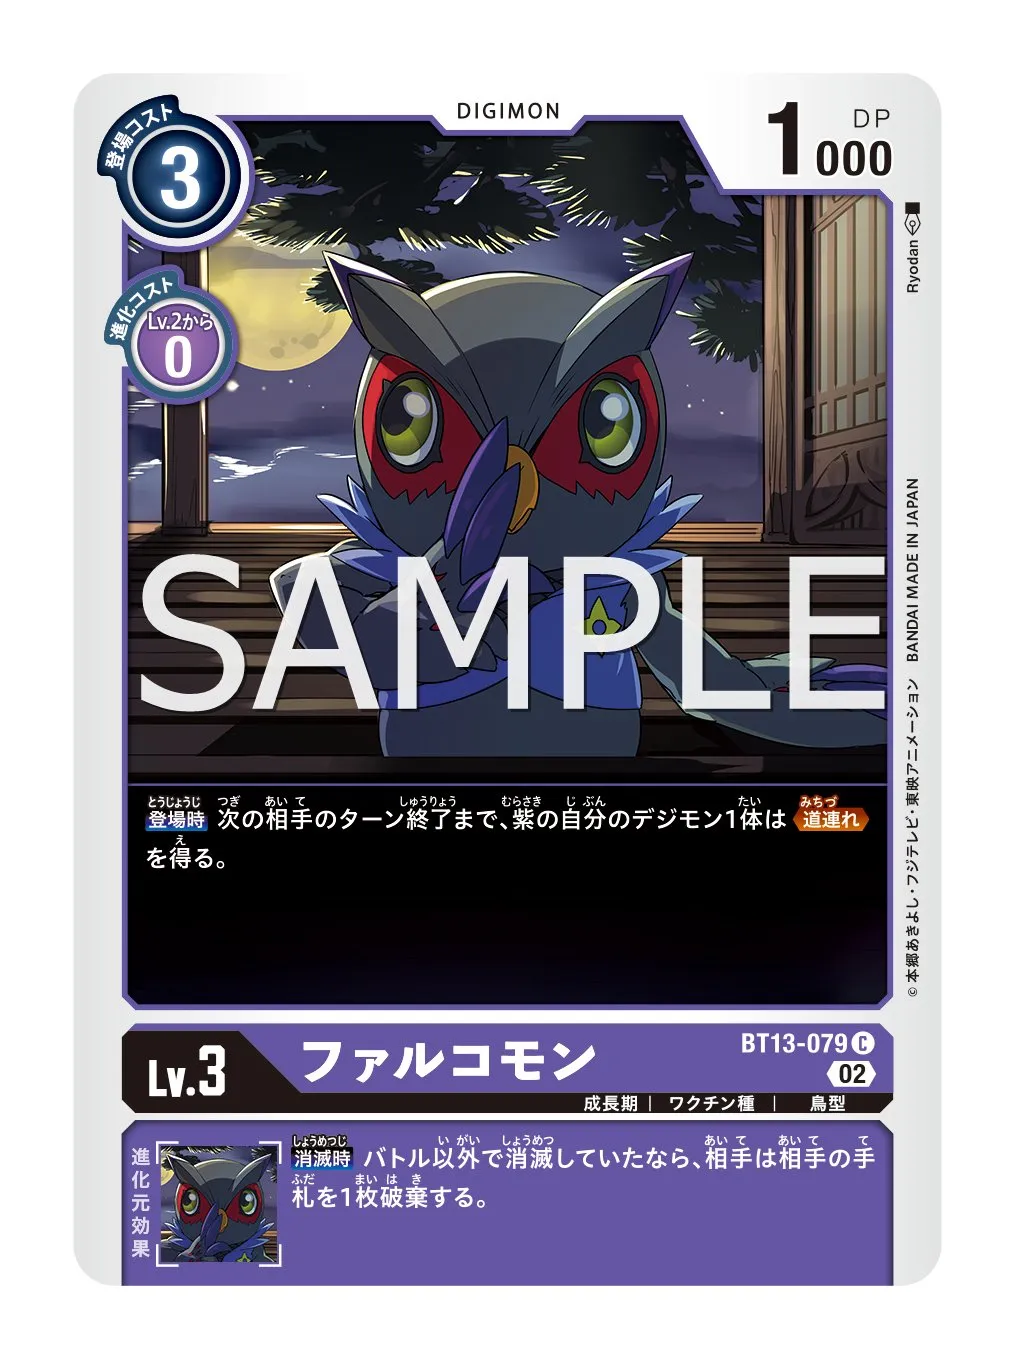 DIGIMON
登場コスト
3
1000
DP
進化コスト
Lv.2から
0
Ryodan
SAMPLE
© 本郷あきよし・フジテレビ・東映アニメーション BANDAI MADE IN JAPAN
とうじょうじ つぎ あいて しゅうりょう むらさき じぶん たい みちづ
登場時 次の相手のターン終了まで、紫の自分のデジモン1体は 道連れ
え
を得る。
BT13-079 C
Lv.3 ファルコモン
02
成長期 | ワクチン種 | 鳥型
進化元効果
しょうめつじ いがい しょうめつ あいて あいて て
消滅時 バトル以外で消滅していたなら、相手は相手の手
ふだ まい はき
札を1枚破棄する。